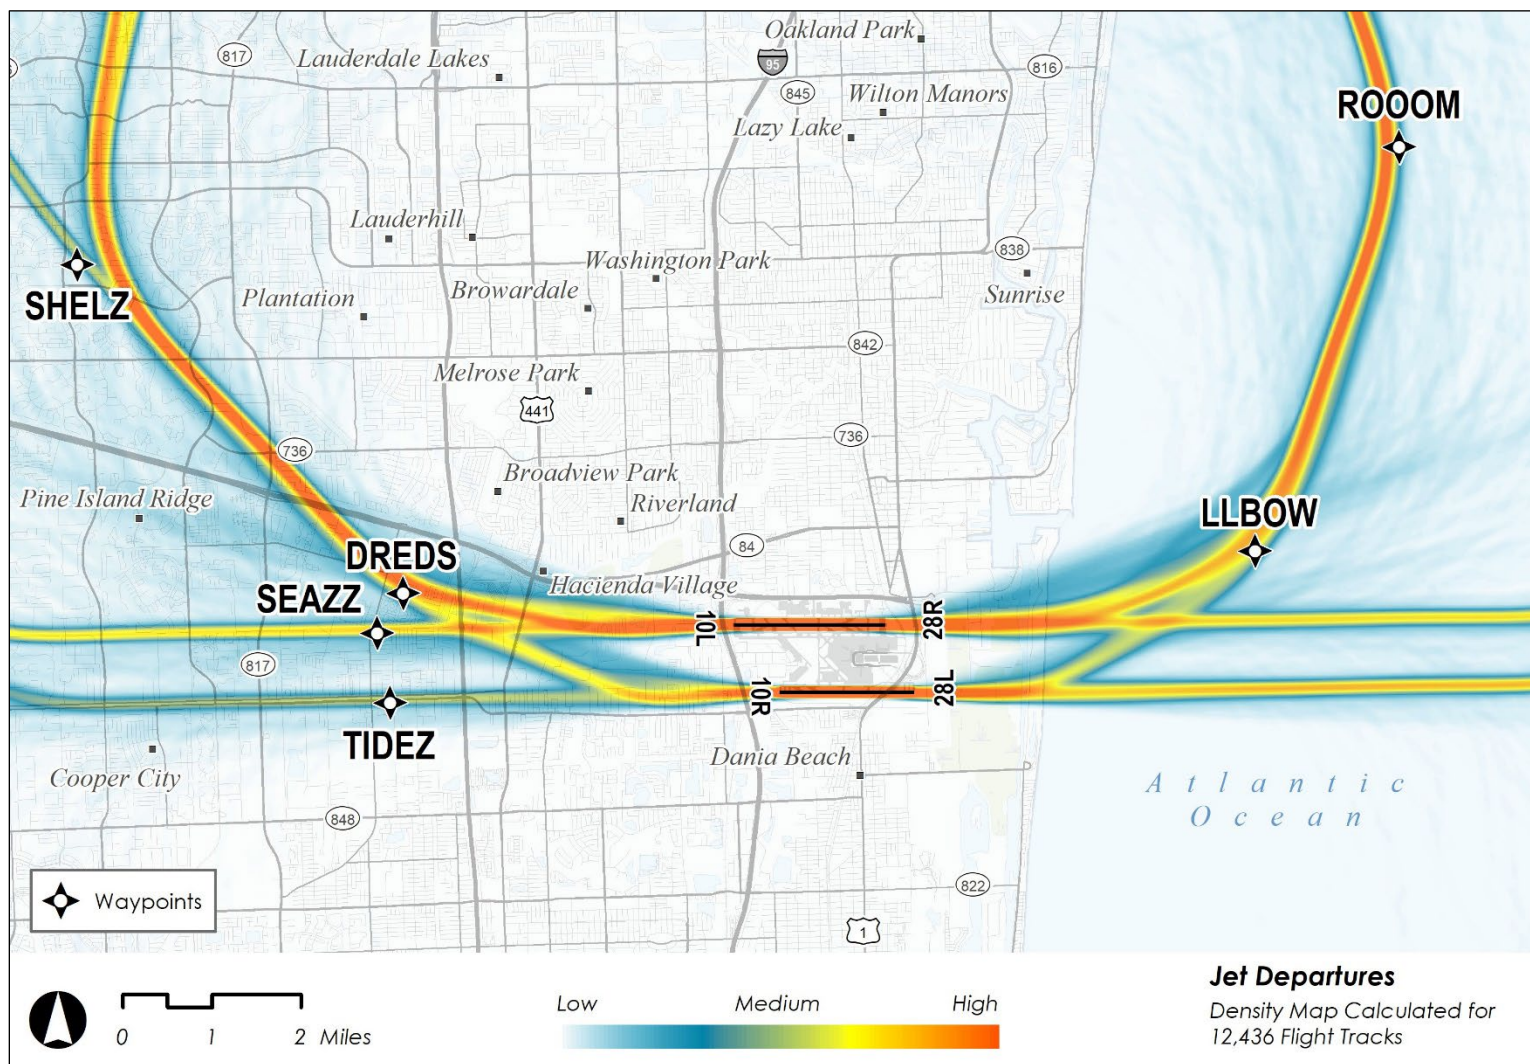 Oakland Park
817
Lauderdale Lakes
95
816
845
Wilton Manors
ROOOM
Lazy Lake
Lauderhill
838
Washington Park
SHELZ
Plantation
Browardale
Sunrise
842
Melrose Park
441
736
736
Broadview Park
Pine Island Ridge
Riverland
LLBOW
84
DREDS
Hacienda Village
SEAZZ
10L
28R
817
10R
28L
TIDEZ
Dania Beach
Cooper City
Atlantic
Ocean
848
822
Waypoints
1
Jet Departures
Low Medium High
Density Map Calculated for
12,436 Flight Tracks
0 1 2 Miles